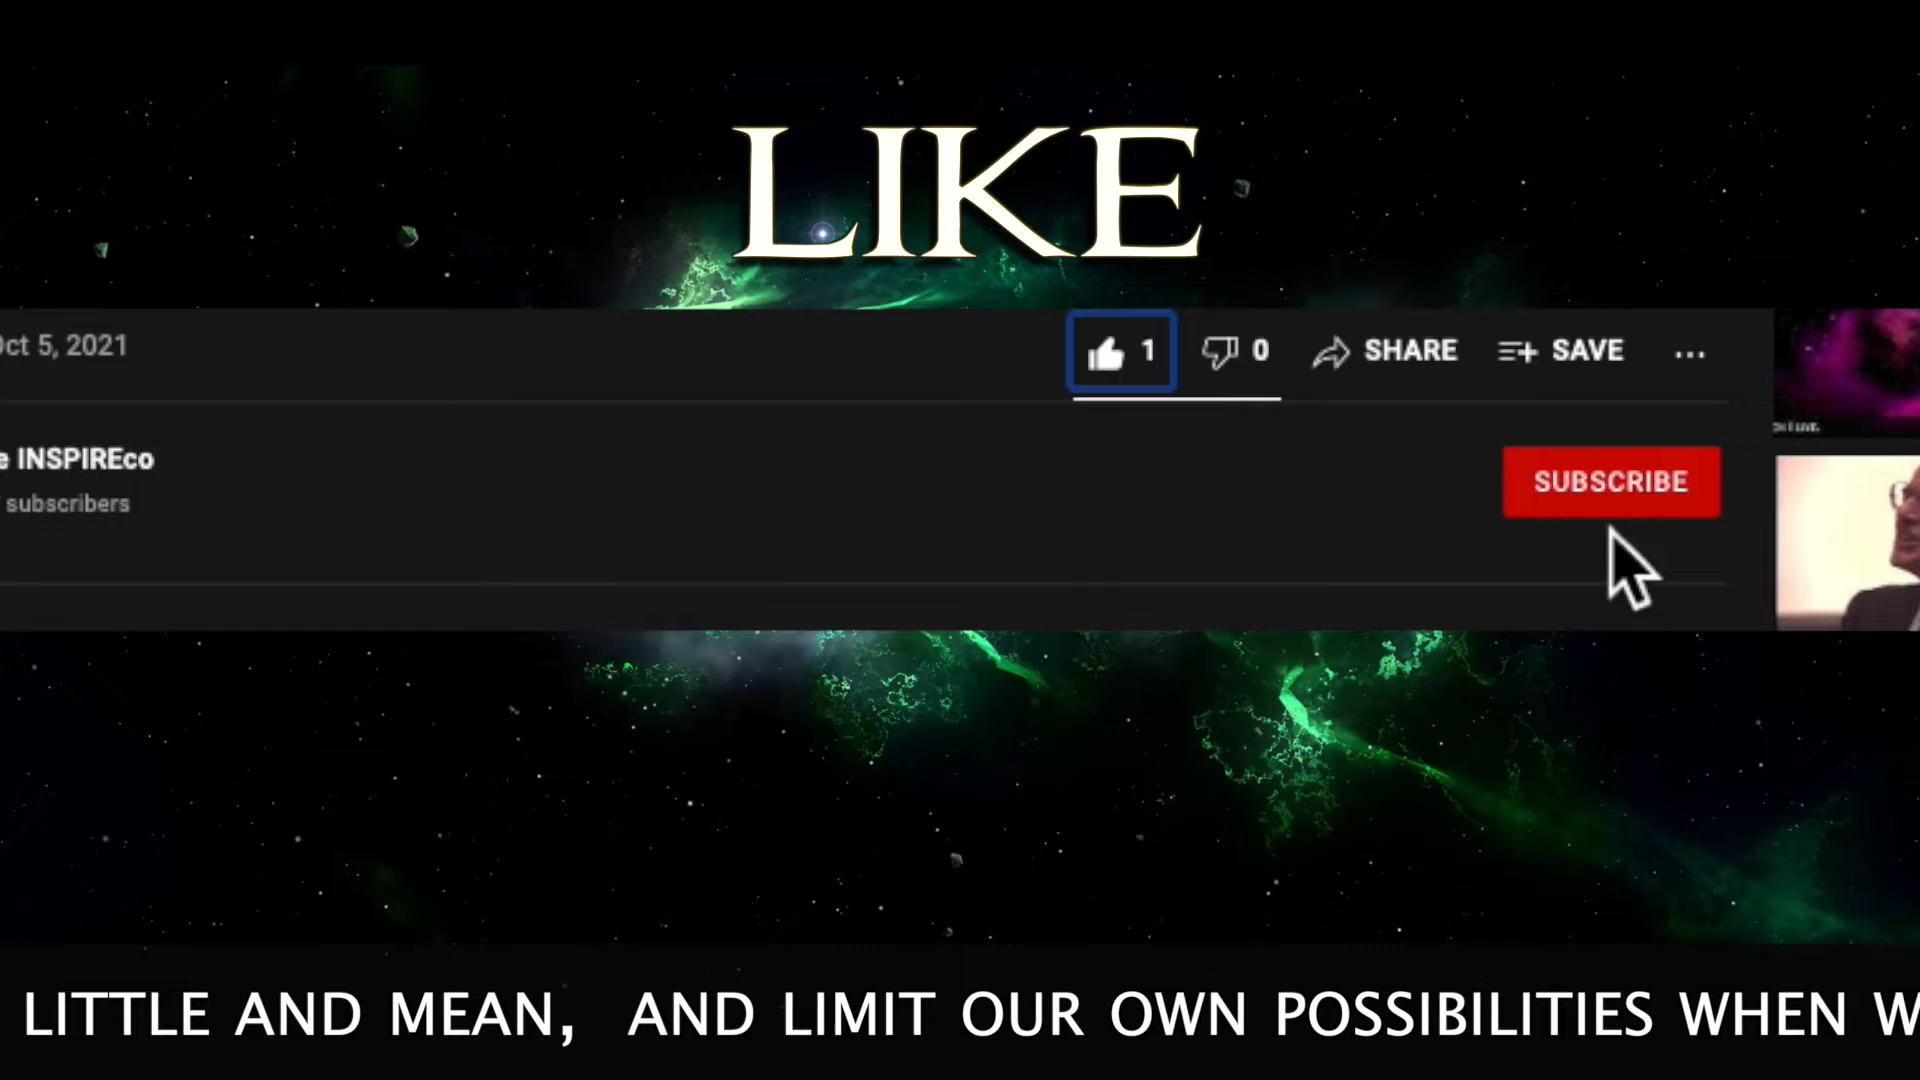 LIKE
Oct 5, 2021
1
0
SHARE
SAVE
INSPIREco
subscribers
SUBSCRIBE
LITTLE AND MEAN, AND LIMIT OUR OWN POSSIBILITIES WHEN